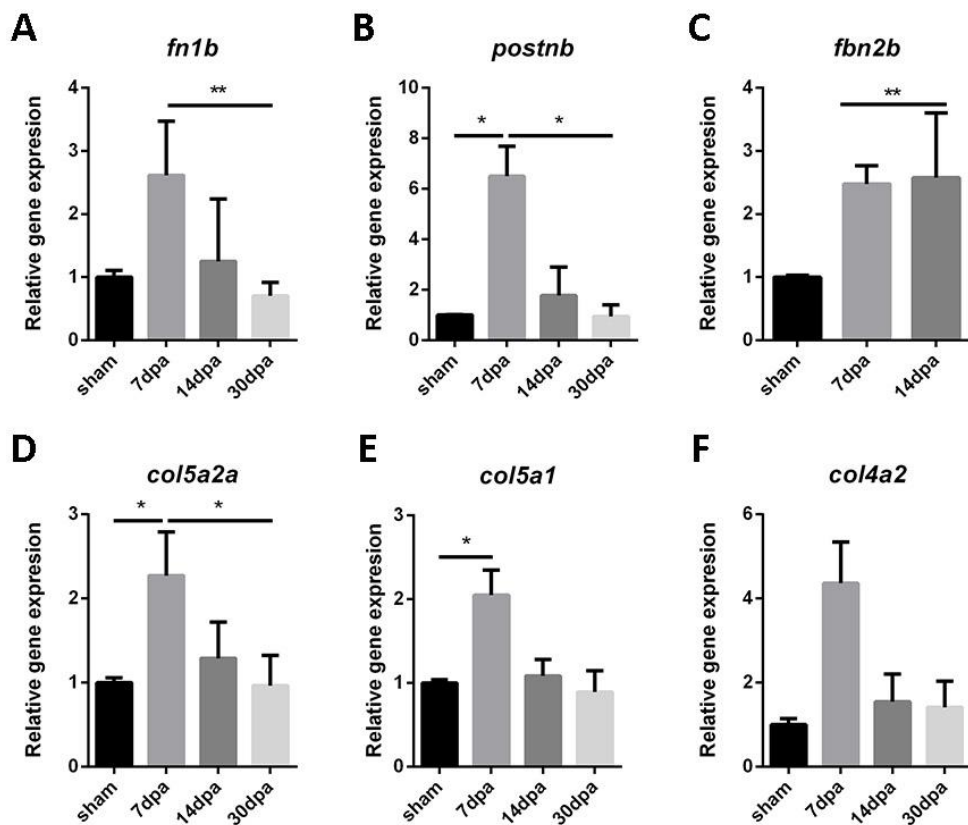 A
fn1b
Relative gene expresion
4
3
2
1
0
**
sham
7dpa
14dpa
30dpa
B
postnb
Relative gene expresion
10
8
6
4
2
0
*
*
sham
7dpa
14dpa
30dpa
C
fbn2b
Relative gene expresion
4
3
2
1
0
**
sham
7dpa
14dpa
D
col5a2a
Relative gene expresion
3
2
1
0
*
*
sham
7dpa
14dpa
30dpa
E
col5a1
Relative gene expresion
3
2
1
0
*
sham
7dpa
14dpa
30dpa
F
col4a2
Relative gene expresion
6
4
2
0
sham
7dpa
14dpa
30dpa